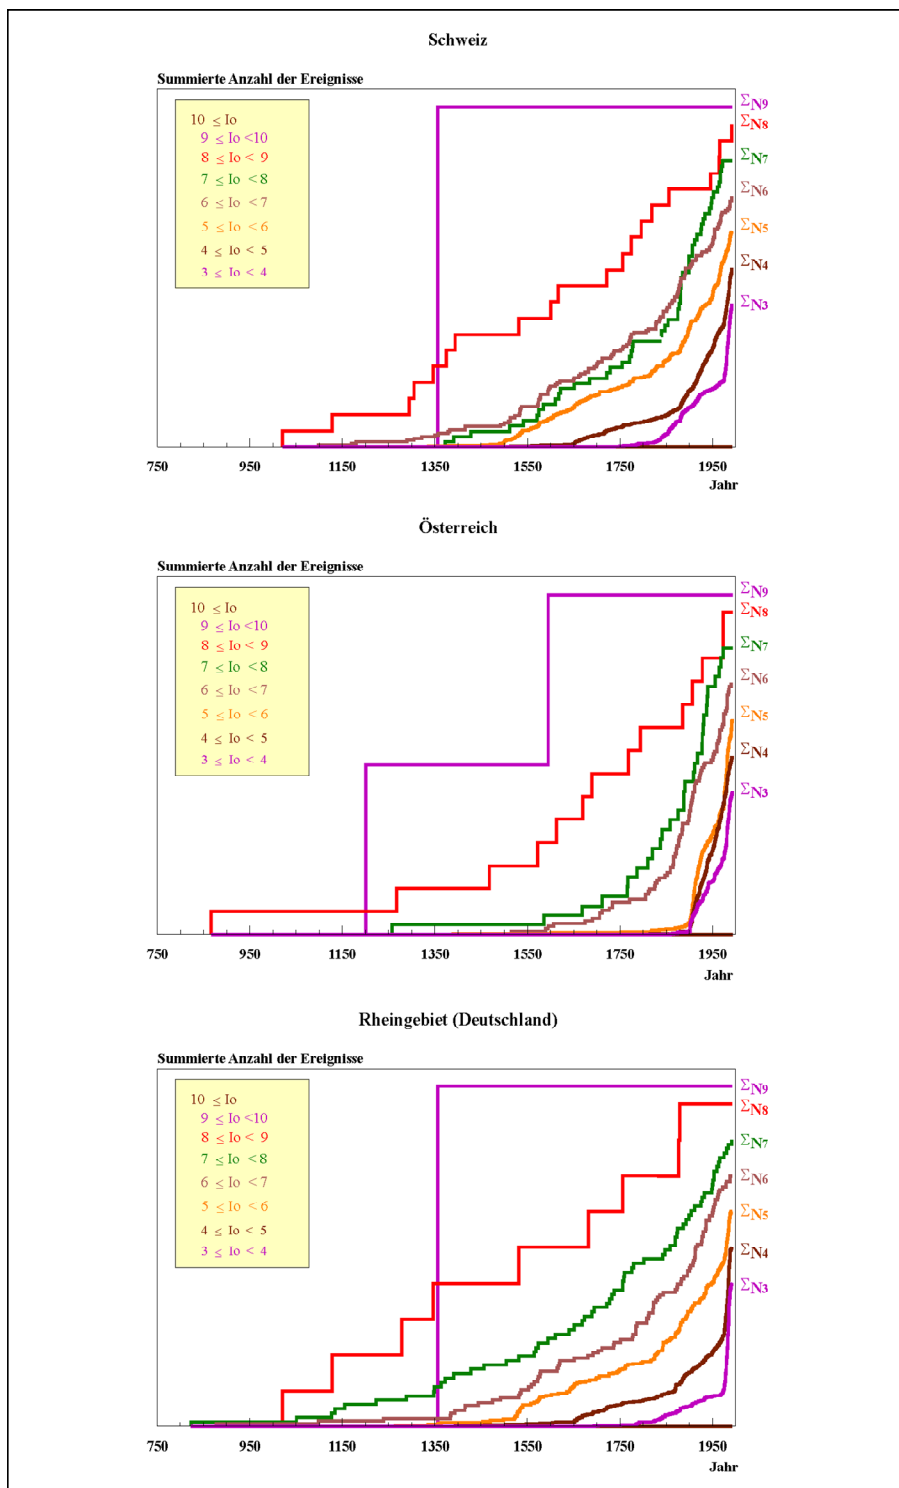 Schweiz
Summierte Anzahl der Ereignisse
10 ≤ Io
9 ≤ Io <10
8 ≤ Io < 9
7 ≤ Io < 8
6 ≤ Io < 7
5 ≤ Io < 6
4 ≤ Io < 5
3 ≤ Io < 4
ΣN9
ΣN8
ΣN7
ΣN6
ΣN5
ΣN4
ΣN3
750 950 1150 1350 1550 1750 1950
Jahr
Österreich
Summierte Anzahl der Ereignisse
10 ≤ Io
9 ≤ Io <10
8 ≤ Io < 9
7 ≤ Io < 8
6 ≤ Io < 7
5 ≤ Io < 6
4 ≤ Io < 5
3 ≤ Io < 4
ΣN9
ΣN8
ΣN7
ΣN6
ΣN5
ΣN4
ΣN3
750 950 1150 1350 1550 1750 1950
Jahr
Rheingebiet (Deutschland)
Summierte Anzahl der Ereignisse
10 ≤ Io
9 ≤ Io <10
8 ≤ Io < 9
7 ≤ Io < 8
6 ≤ Io < 7
5 ≤ Io < 6
4 ≤ Io < 5
3 ≤ Io < 4
ΣN9
ΣN8
ΣN7
ΣN6
ΣN5
ΣN4
ΣN3
750 950 1150 1350 1550 1750 1950
Jahr